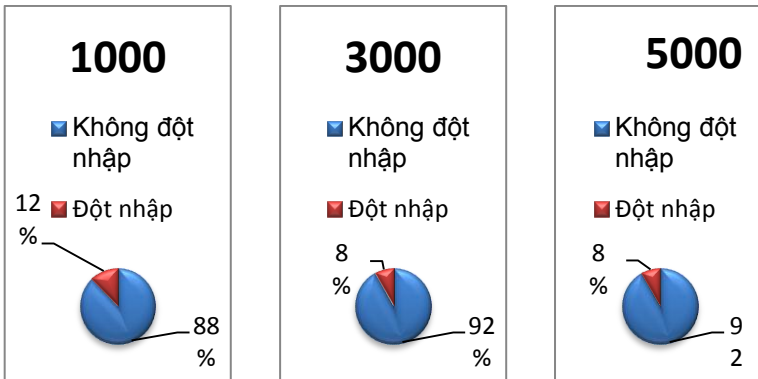 1000
Không đột
nhập
Đột nhập
12
%
88
%
3000
Không đột
nhập
Đột nhập
8
%
92
%
5000
Không đột
nhập
Đột nhập
8
%
9
2